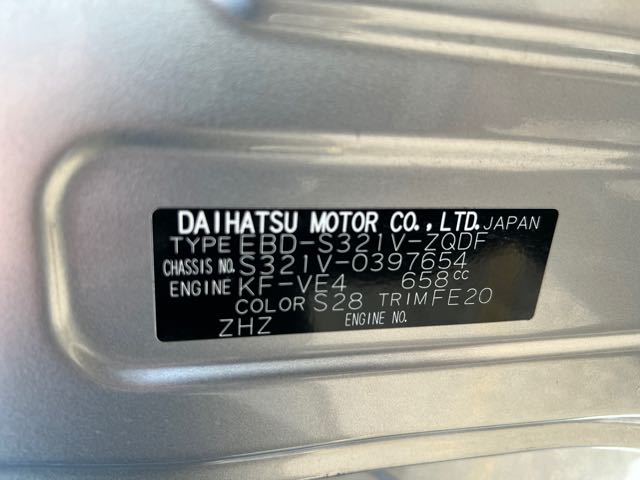 DAIHATSU MOTOR CO.,LTD. JAPAN
TYPE EBD-S321V-ZQDF
CHASSIS NO. S321V-0397654
ENGINE KF-VE4 658cc
COLOR S28 TRIM FE20
ZHZ ENGINE NO.